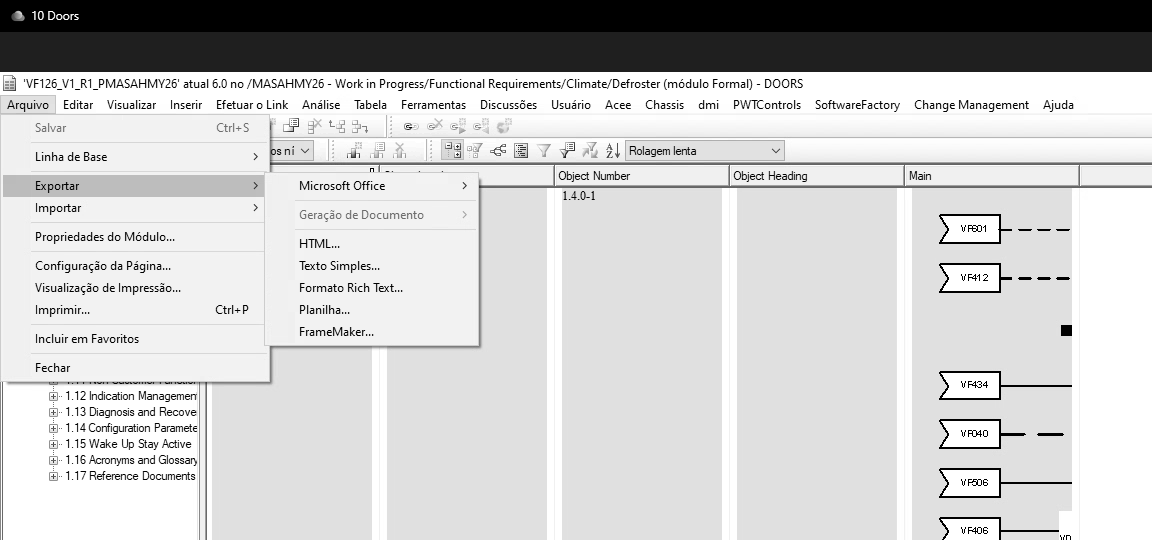 10 Doors
'VF126_V1_R1_PMASAHMY26' atual 6.0 no /MASAHMY26 - Work in Progress/Functional Requirements/Climate/Defroster (módulo Formal) - DOORS
Arquivo Editar Visualizar Inserir Efetuar o Link Análise Tabela Ferramentas Discussões Usuário Acee Chassis dmi PWTControls SoftwareFactory Change Management Ajuda
Salvar Ctrl+S
Linha de Base
Exportar
Importar
Propriedades do Módulo...
Configuração da Página...
Visualização de Impressão...
Imprimir... Ctrl+P
Incluir em Favoritos
Fechar
Microsoft Office
Geração de Documento
HTML...
Texto Simples...
Formato Rich Text...
Planilha...
FrameMaker...
os ní
Rolagem lenta
Object Number Object Heading Main
1.4.0-1
VF601
VF412
VF434
VF040
VF506
VF406
1.12 Indication Managemen
1.13 Diagnosis and Recove
1.14 Configuration Paramete
1.15 Wake Up Stay Active
1.16 Acronyms and Glossary
1.17 Reference Documents